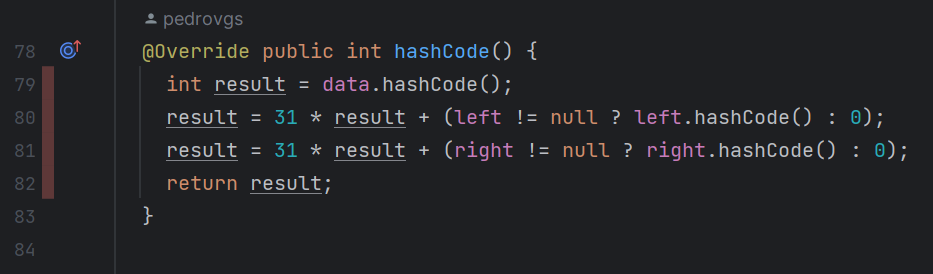 pedrovgs
78 @Override public int hashCode() {
79 int result = data.hashCode();
80 result = 31 * result + (left != null ? left.hashCode() : 0);
81 result = 31 * result + (right != null ? right.hashCode() : 0);
82 return result;
83 }
84